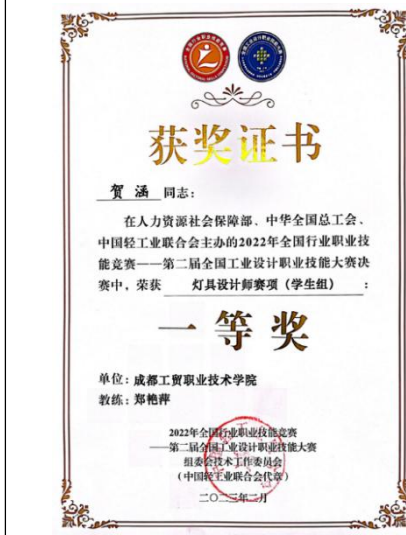 获奖证书
贺涵 同志：
在人力资源社会保障部、中华全国总工会、
中国轻工业联合会主办的2022年全国行业职业技
能竞赛——第二届全国工业设计职业技能大赛决
赛中，荣获 灯具设计师赛项（学生组）：
一等奖
单位：成都工贸职业技术学院
教练：郑艳萍
2022年全国行业职业技能竞赛
——第二届全国工业设计职业技能大赛
组委会技术工作委员会
（中国轻工业联合会代章）
二〇二三年二月